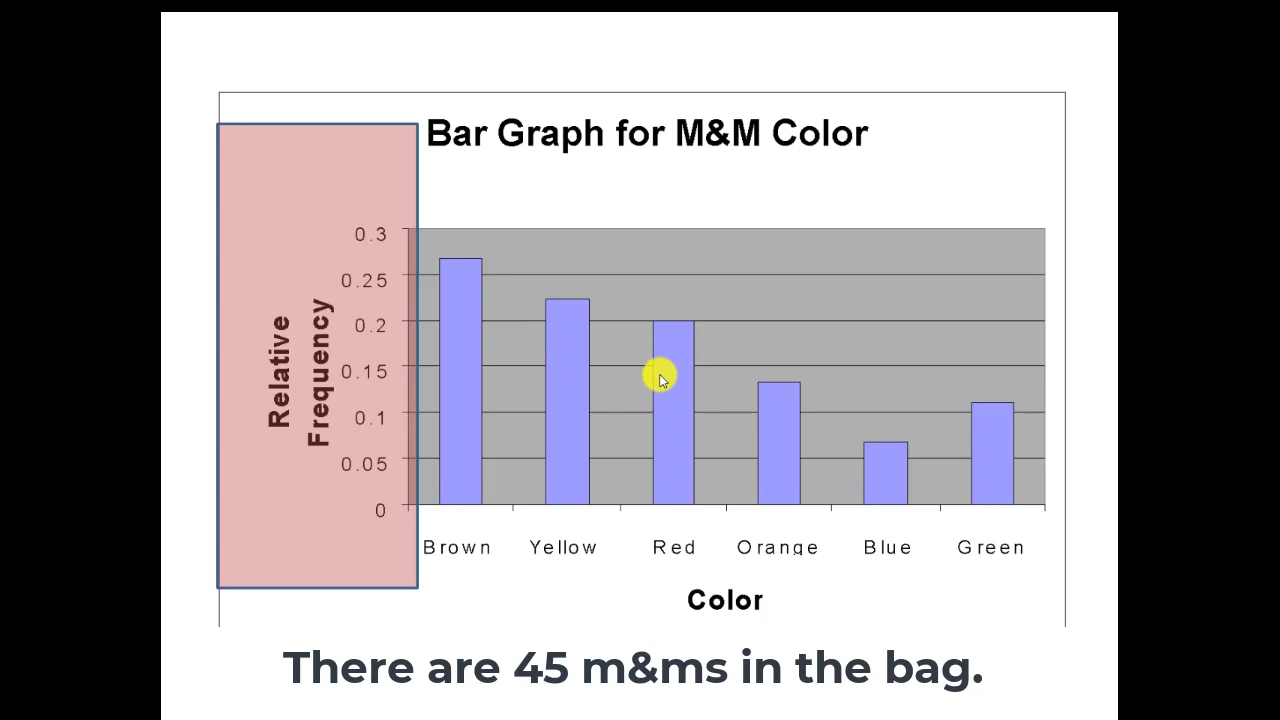 Bar Graph for M&M Color
Relative
Frequency
0.3
0.25
0.2
0.15
0.1
0.05
0
Brown Yellow Red Orange Blue Green
Color
There are 45 m&ms in the bag.